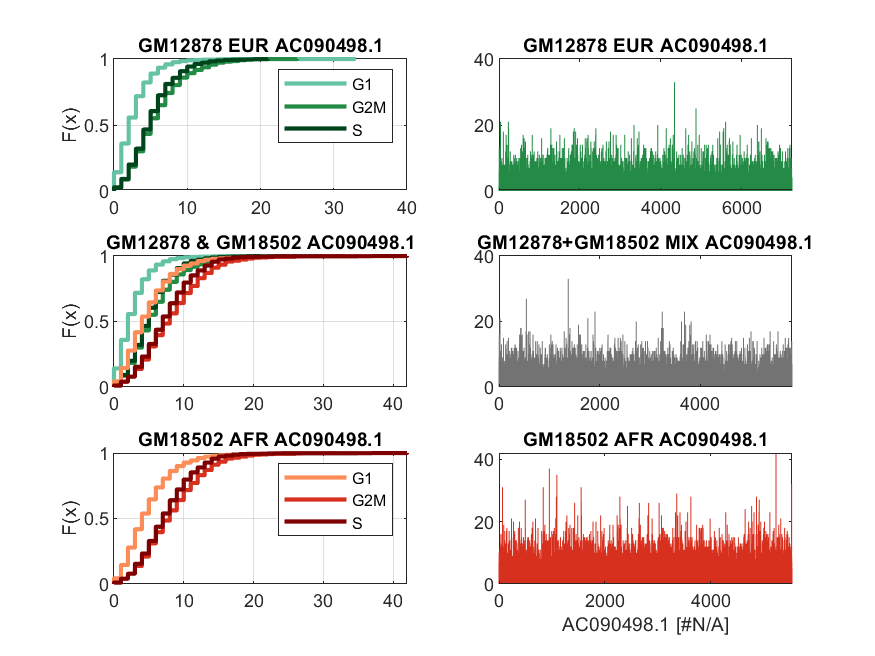 GM12878 EUR AC090498.1
F(x)
1
0.5
0
0 10 20 30 40
G1
G2M
S
GM12878 EUR AC090498.1
40
20
0
0 2000 4000 6000
GM12878 & GM18502 AC090498.1
F(x)
1
0.5
0
0 10 20 30 40
GM12878+GM18502 MIX AC090498.1
40
20
0
0 2000 4000
GM18502 AFR AC090498.1
F(x)
1
0.5
0
0 10 20 30 40
G1
G2M
S
GM18502 AFR AC090498.1
40
20
0
0 2000 4000
AC090498.1 [#N/A]